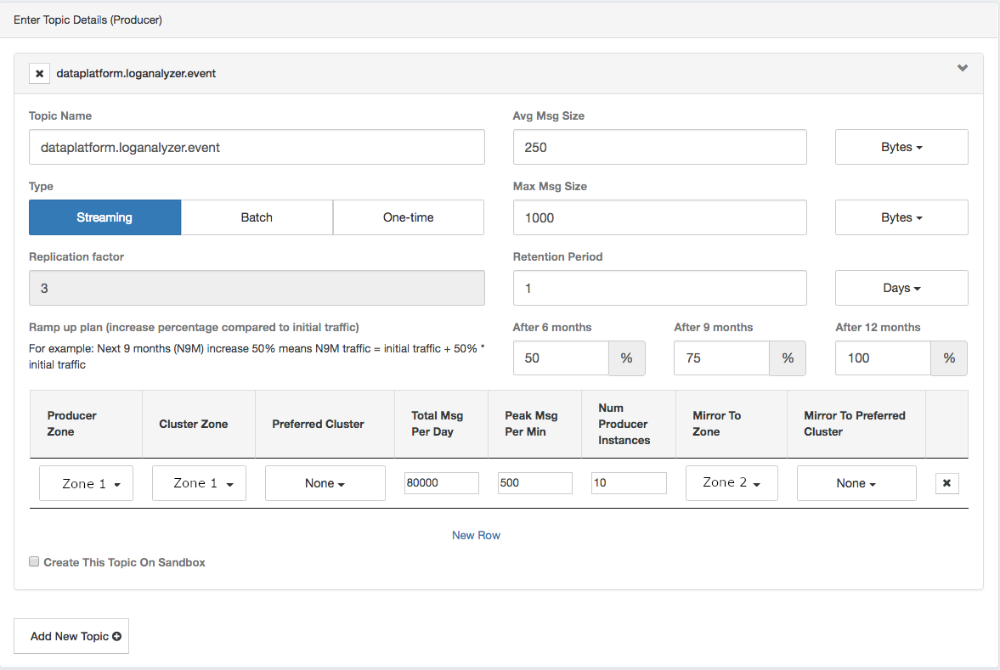 Enter Topic Details (Producer)
dataplatform.loganalyzer.event
Topic Name
Avg Msg Size
dataplatform.loganalyzer.event
250
Bytes
Type
Max Msg Size
Streaming
Batch
One-time
1000
Bytes
Replication factor
Retention Period
3
1
Days
Ramp up plan (increase percentage compared to initial traffic)
For example: Next 9 months (N9M) increase 50% means N9M traffic = initial traffic + 50% *
initial traffic
After 6 months
After 9 months
After 12 months
50 %
75 %
100 %
Producer
Zone
Cluster Zone
Preferred Cluster
Total Msg
Per Day
Peak Msg
Per Min
Num
Producer
Instances
Mirror To
Zone
Mirror To Preferred
Cluster
Zone 1
Zone 1
None
80000
500
10
Zone 2
None
New Row
Create This Topic On Sandbox
Add New Topic